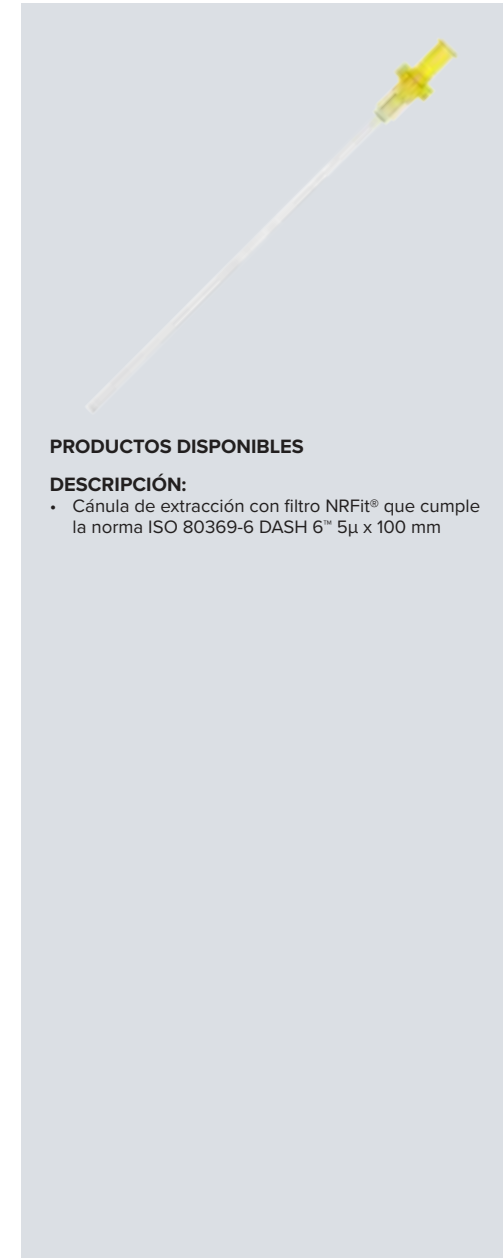 PRODUCTOS DISPONIBLES
DESCRIPCIÓN:
• Cánula de extracción con filtro NRFit® que cumple
la norma ISO 80369-6 DASH 6™ 5µ x 100 mm